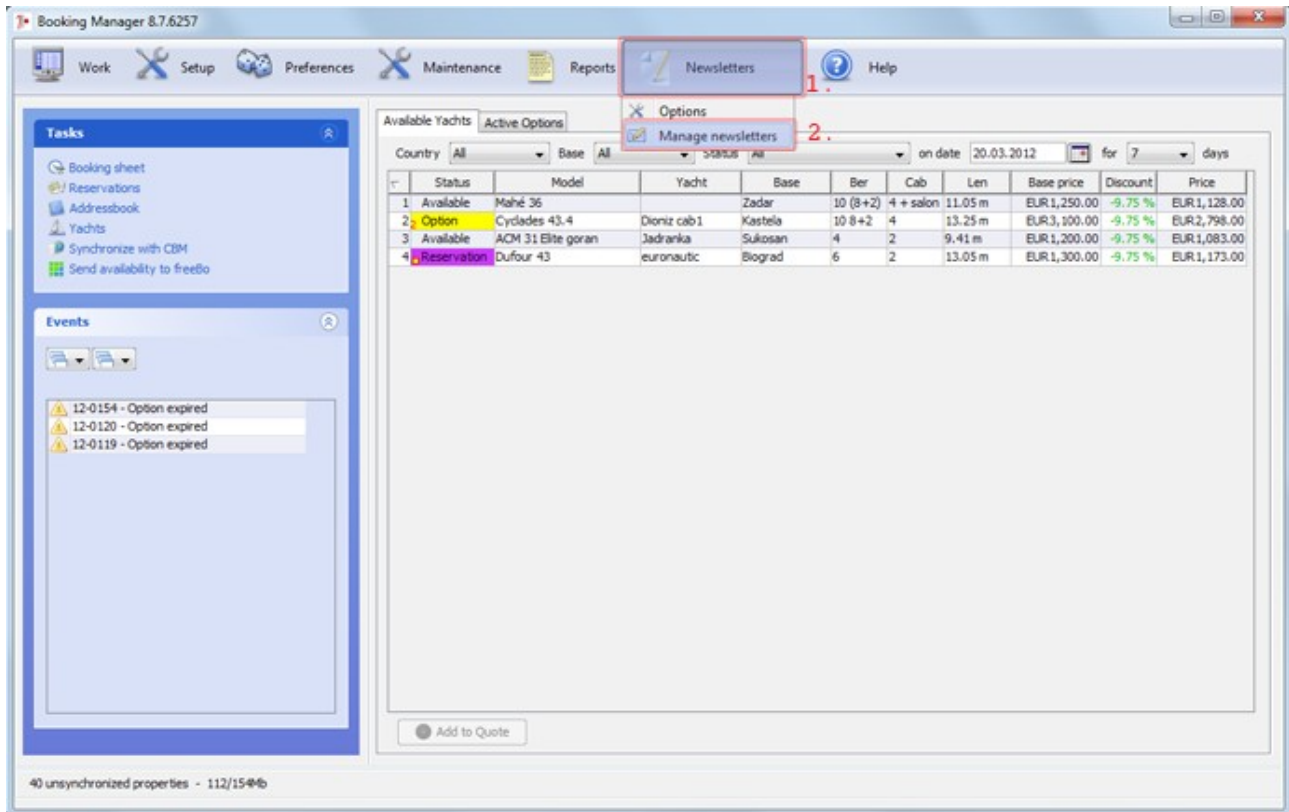 Booking Manager 8.7.6257
Work Setup Preferences Maintenance Reports Newsletters Help
1.
Options
Manage newsletters 2.
Tasks
Booking sheet
Reservations
Addressbook
Yachts
Synchronize with CBM
Send availability to freeBo
Events
12-0154 - Option expired
12-0120 - Option expired
12-0119 - Option expired
Available Yachts Active Options
Country All Base All Status All on date 20.03.2012 for 7 days
Status Model Yacht Base Ber Cab Len Base price Discount Price
1 Available Mahé 36 Zadar 10 (8+2) 4 + salon 11.05 m EUR1,250.00 -9.75 % EUR1,128.00
2 Option Cyclades 43.4 Dioniz cab1 Kastela 10 8+2 4 13.25 m EUR3,100.00 -9.75 % EUR2,798.00
3 Available ACM 31 Elite goran Jadranka Sukosan 4 2 9.41 m EUR1,200.00 -9.75 % EUR1,083.00
4 Reservation Dufour 43 euronautic Biograd 6 2 13.05 m EUR1,300.00 -9.75 % EUR1,173.00
Add to Quote
40 unsynchronized properties - 112/154Mb